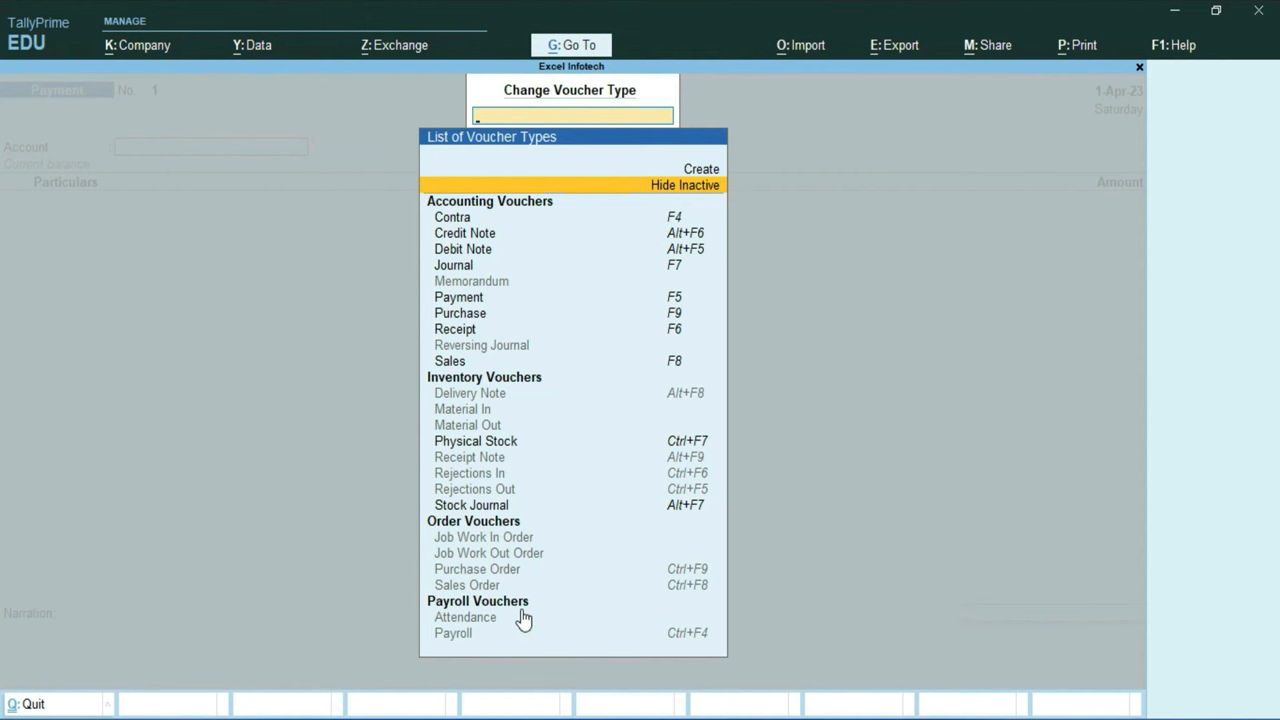 TallyPrime
EDU
MANAGE
K: Company
Y: Data
Z: Exchange
G: Go To
O: Import
E: Export
M: Share
P: Print
F1: Help
Excel Infotech
Payment No. 1
1-Apr-23
Saturday
Account :
Current balance :
Particulars
Amount
Change Voucher Type
List of Voucher Types
Create
Hide Inactive
Accounting Vouchers
Contra F4
Credit Note Alt+F6
Debit Note Alt+F5
Journal F7
Memorandum
Payment F5
Purchase F9
Receipt F6
Reversing Journal
Sales F8
Inventory Vouchers
Delivery Note Alt+F8
Material In
Material Out
Physical Stock Ctrl+F7
Receipt Note Alt+F9
Rejections In Ctrl+F6
Rejections Out Ctrl+F5
Stock Journal Alt+F7
Order Vouchers
Job Work In Order
Job Work Out Order
Purchase Order Ctrl+F9
Sales Order Ctrl+F8
Payroll Vouchers
Attendance
Payroll Ctrl+F4
Narration:
Q: Quit